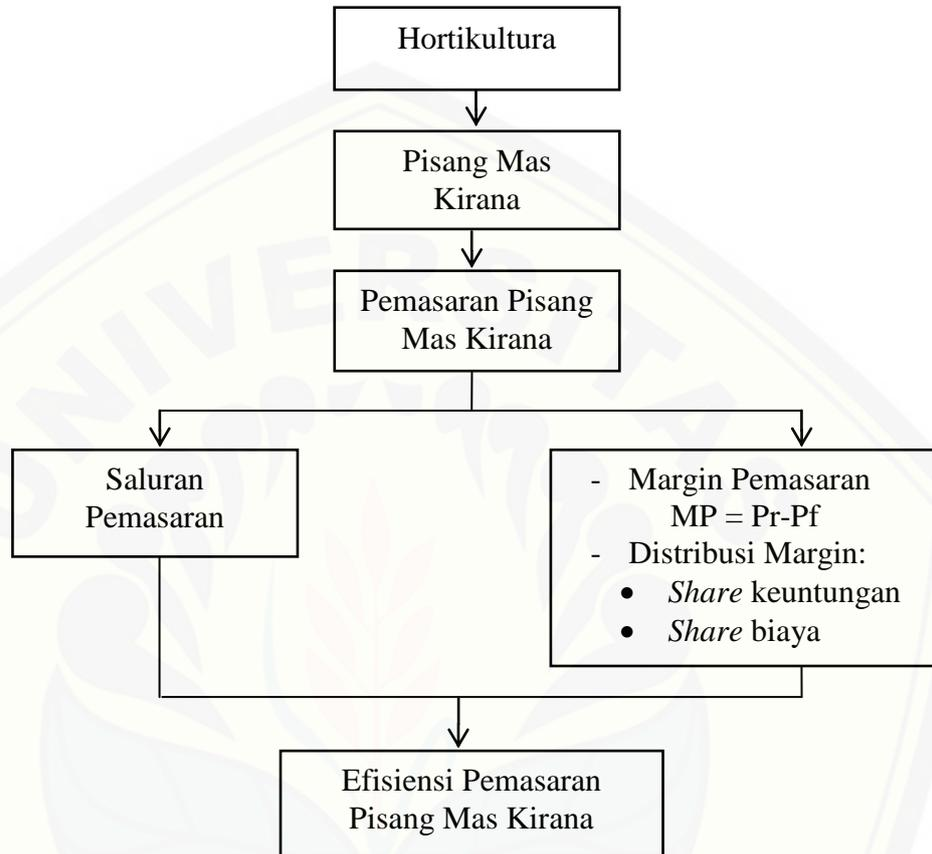 Hortikultura
Pisang Mas
Kirana
Pemasaran Pisang
Mas Kirana
Saluran
Pemasaran
- Margin Pemasaran
MP = Pr-Pf
- Distribusi Margin:
• Share keuntungan
• Share biaya
Efisiensi Pemasaran
Pisang Mas Kirana
UNIVERSITAS